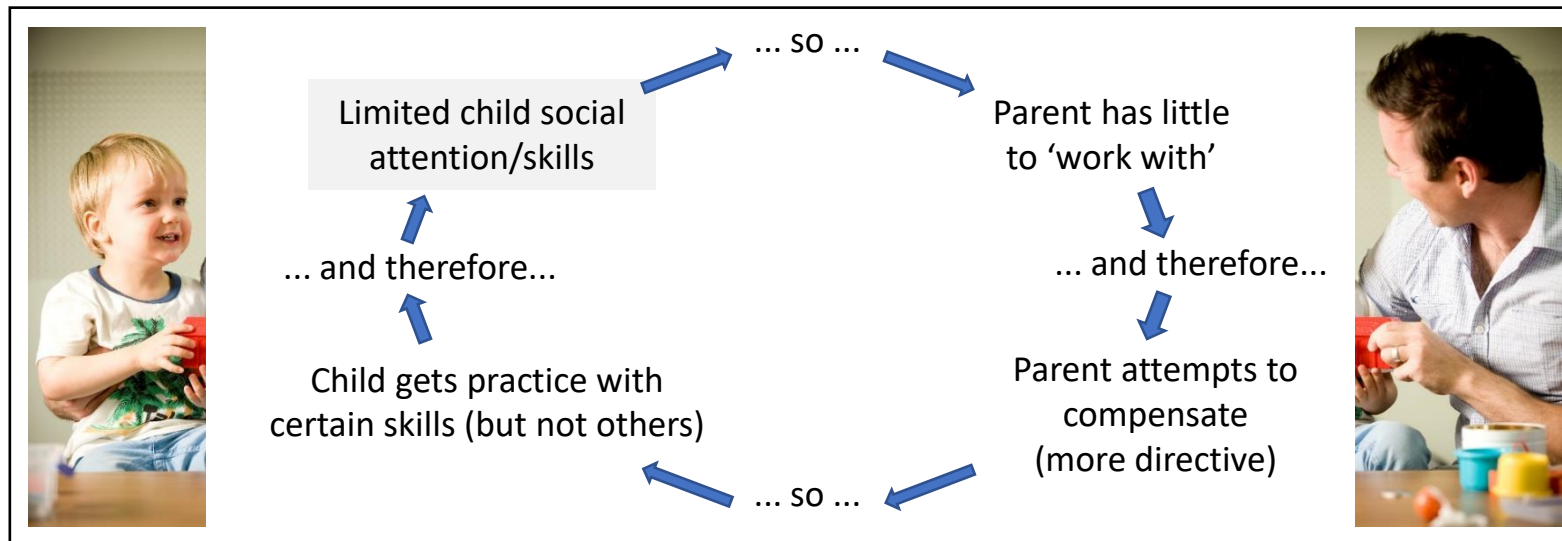 ... so ...
Limited child social
attention/skills
Parent has little
to ‘work with’
... and therefore...
... and therefore...
Child gets practice with
certain skills (but not others)
Parent attempts to
compensate
(more directive)
... so ...